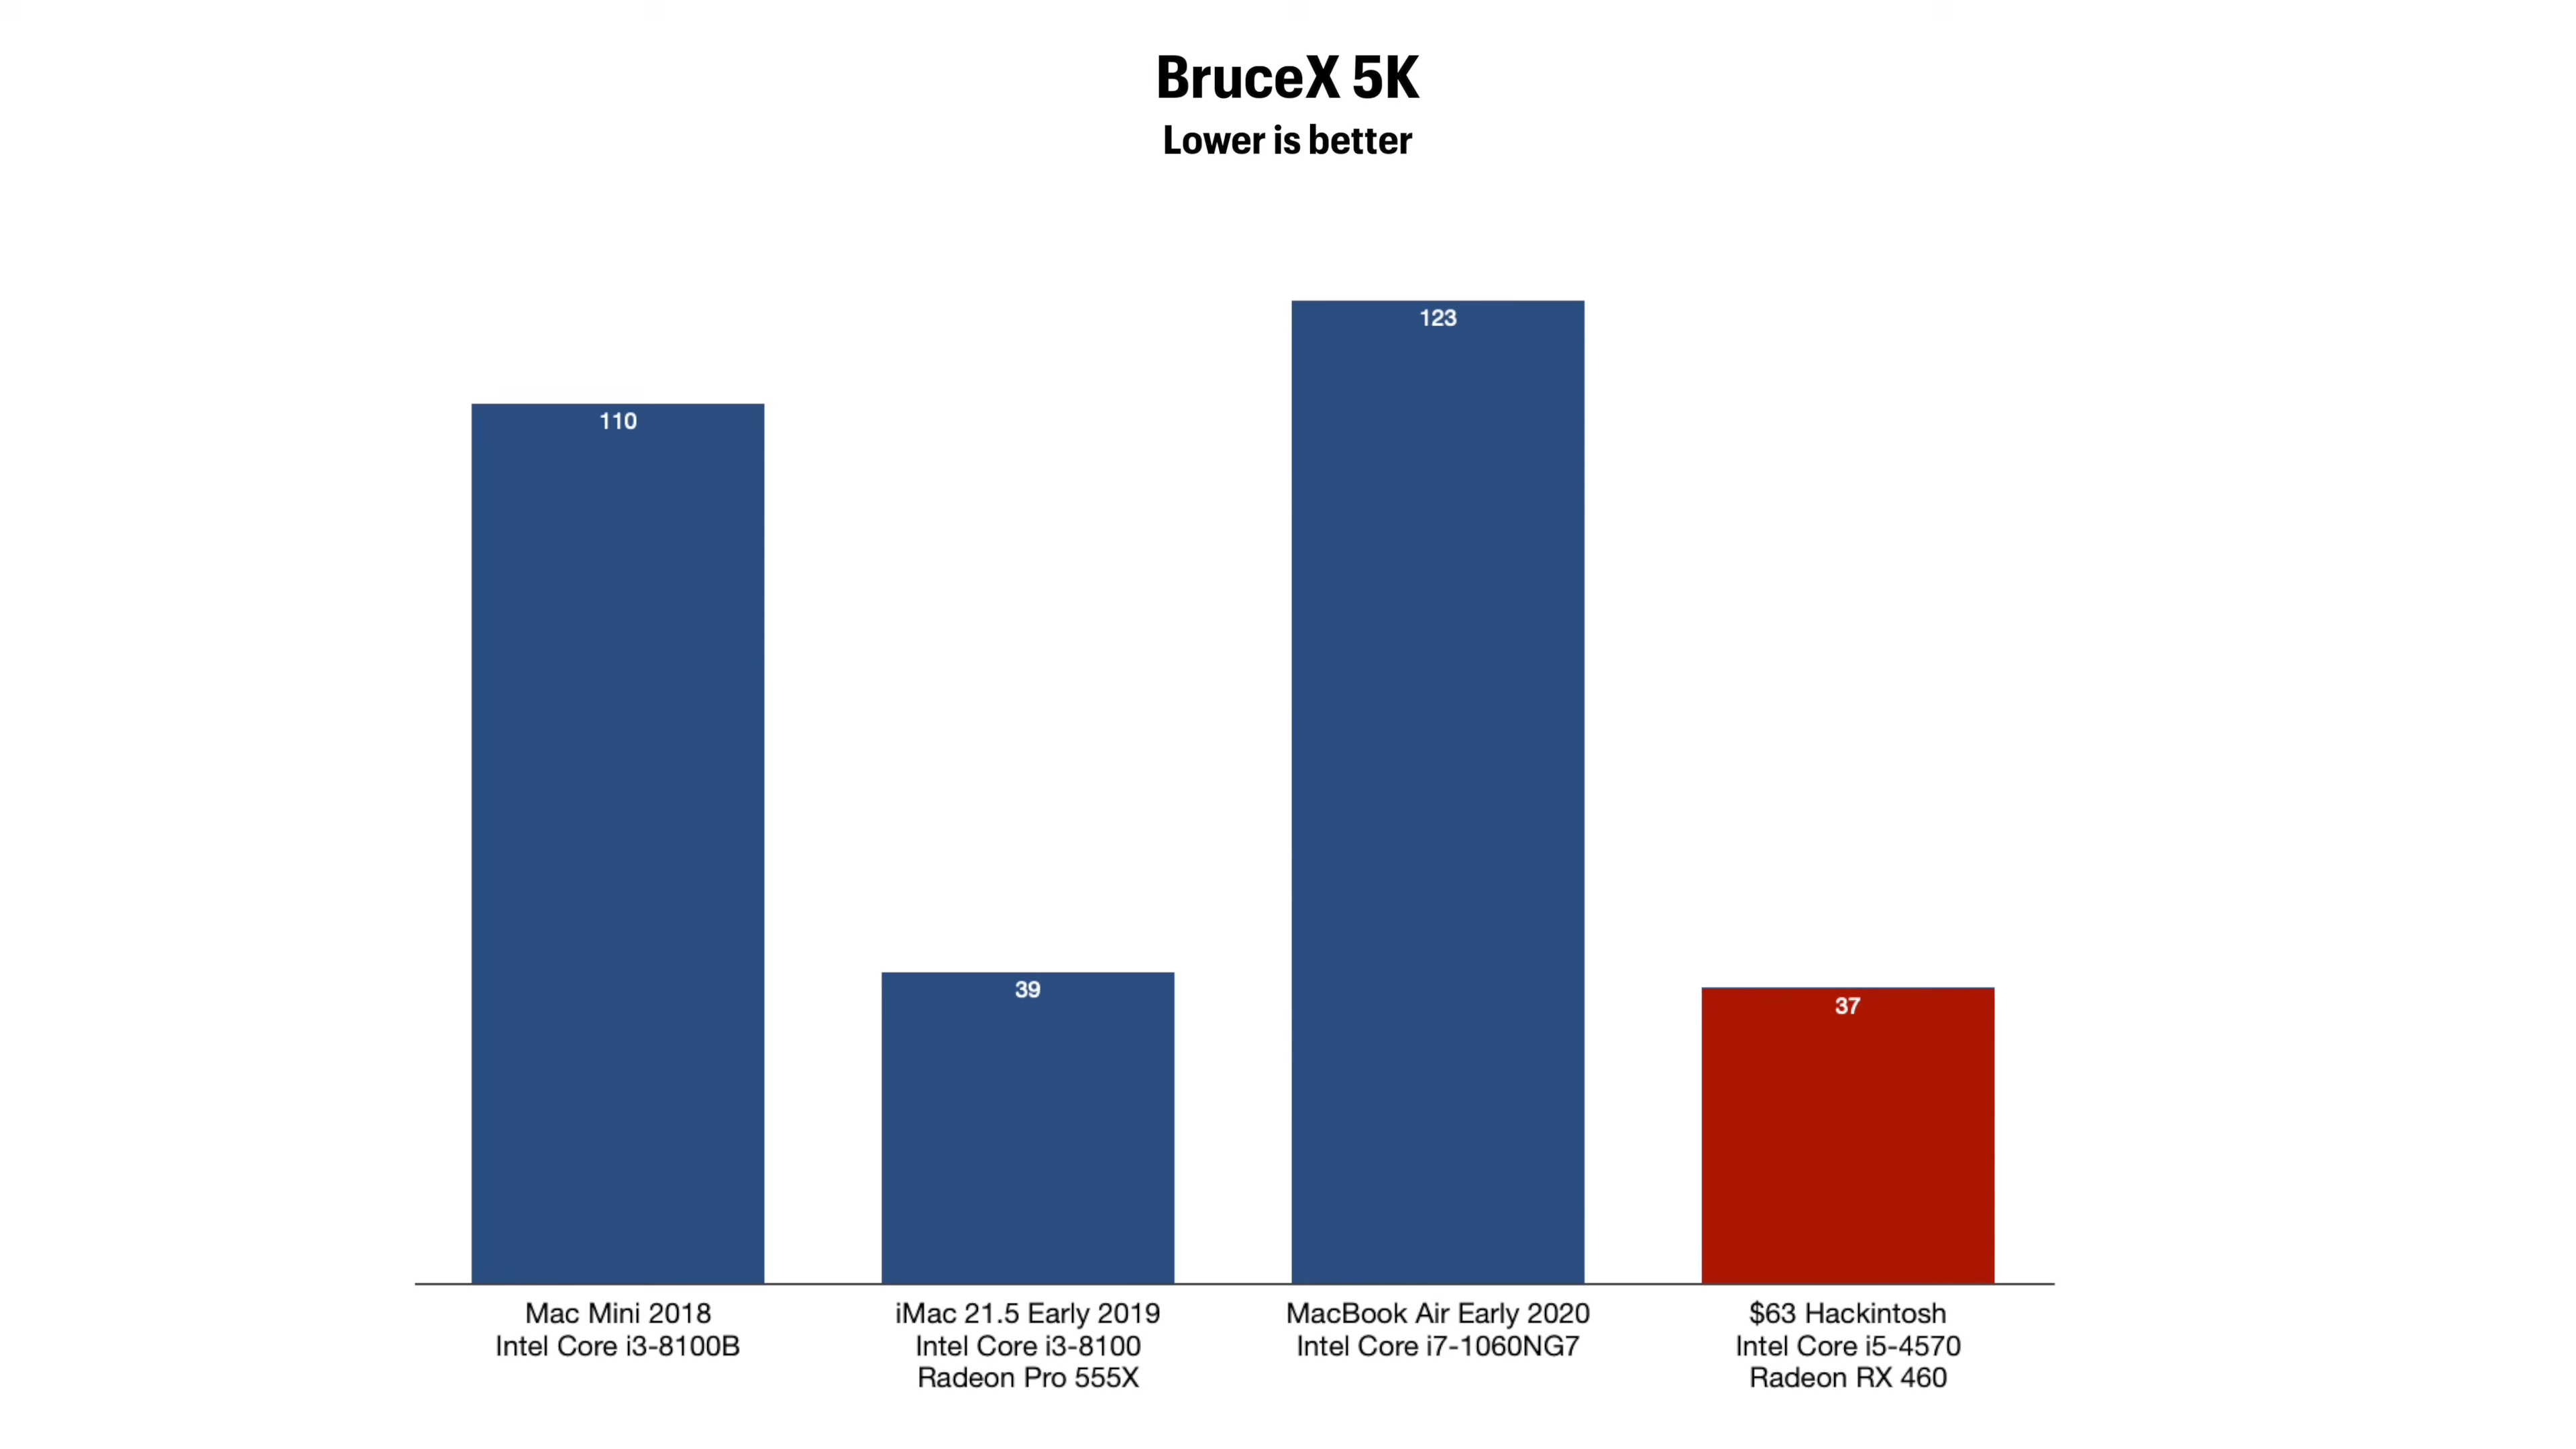 BruceX 5K
Lower is better
110
39
123
37
Mac Mini 2018
Intel Core i3-8100B
iMac 21.5 Early 2019
Intel Core i3-8100
Radeon Pro 555X
MacBook Air Early 2020
Intel Core i7-1060NG7
$63 Hackintosh
Intel Core i5-4570
Radeon RX 460